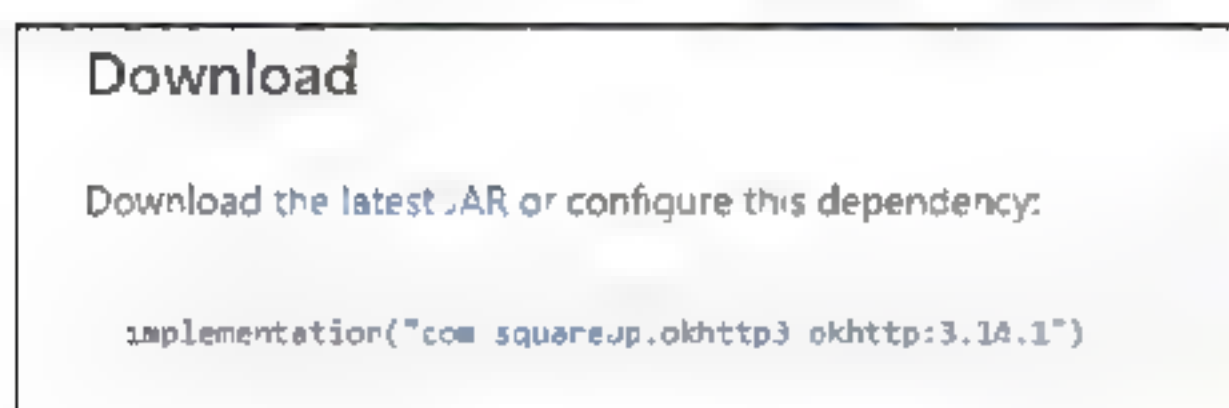 Download
Download the latest JAR or configure this dependency:
implementation("com.squareup.okhttp3:okhttp:3.14.1")